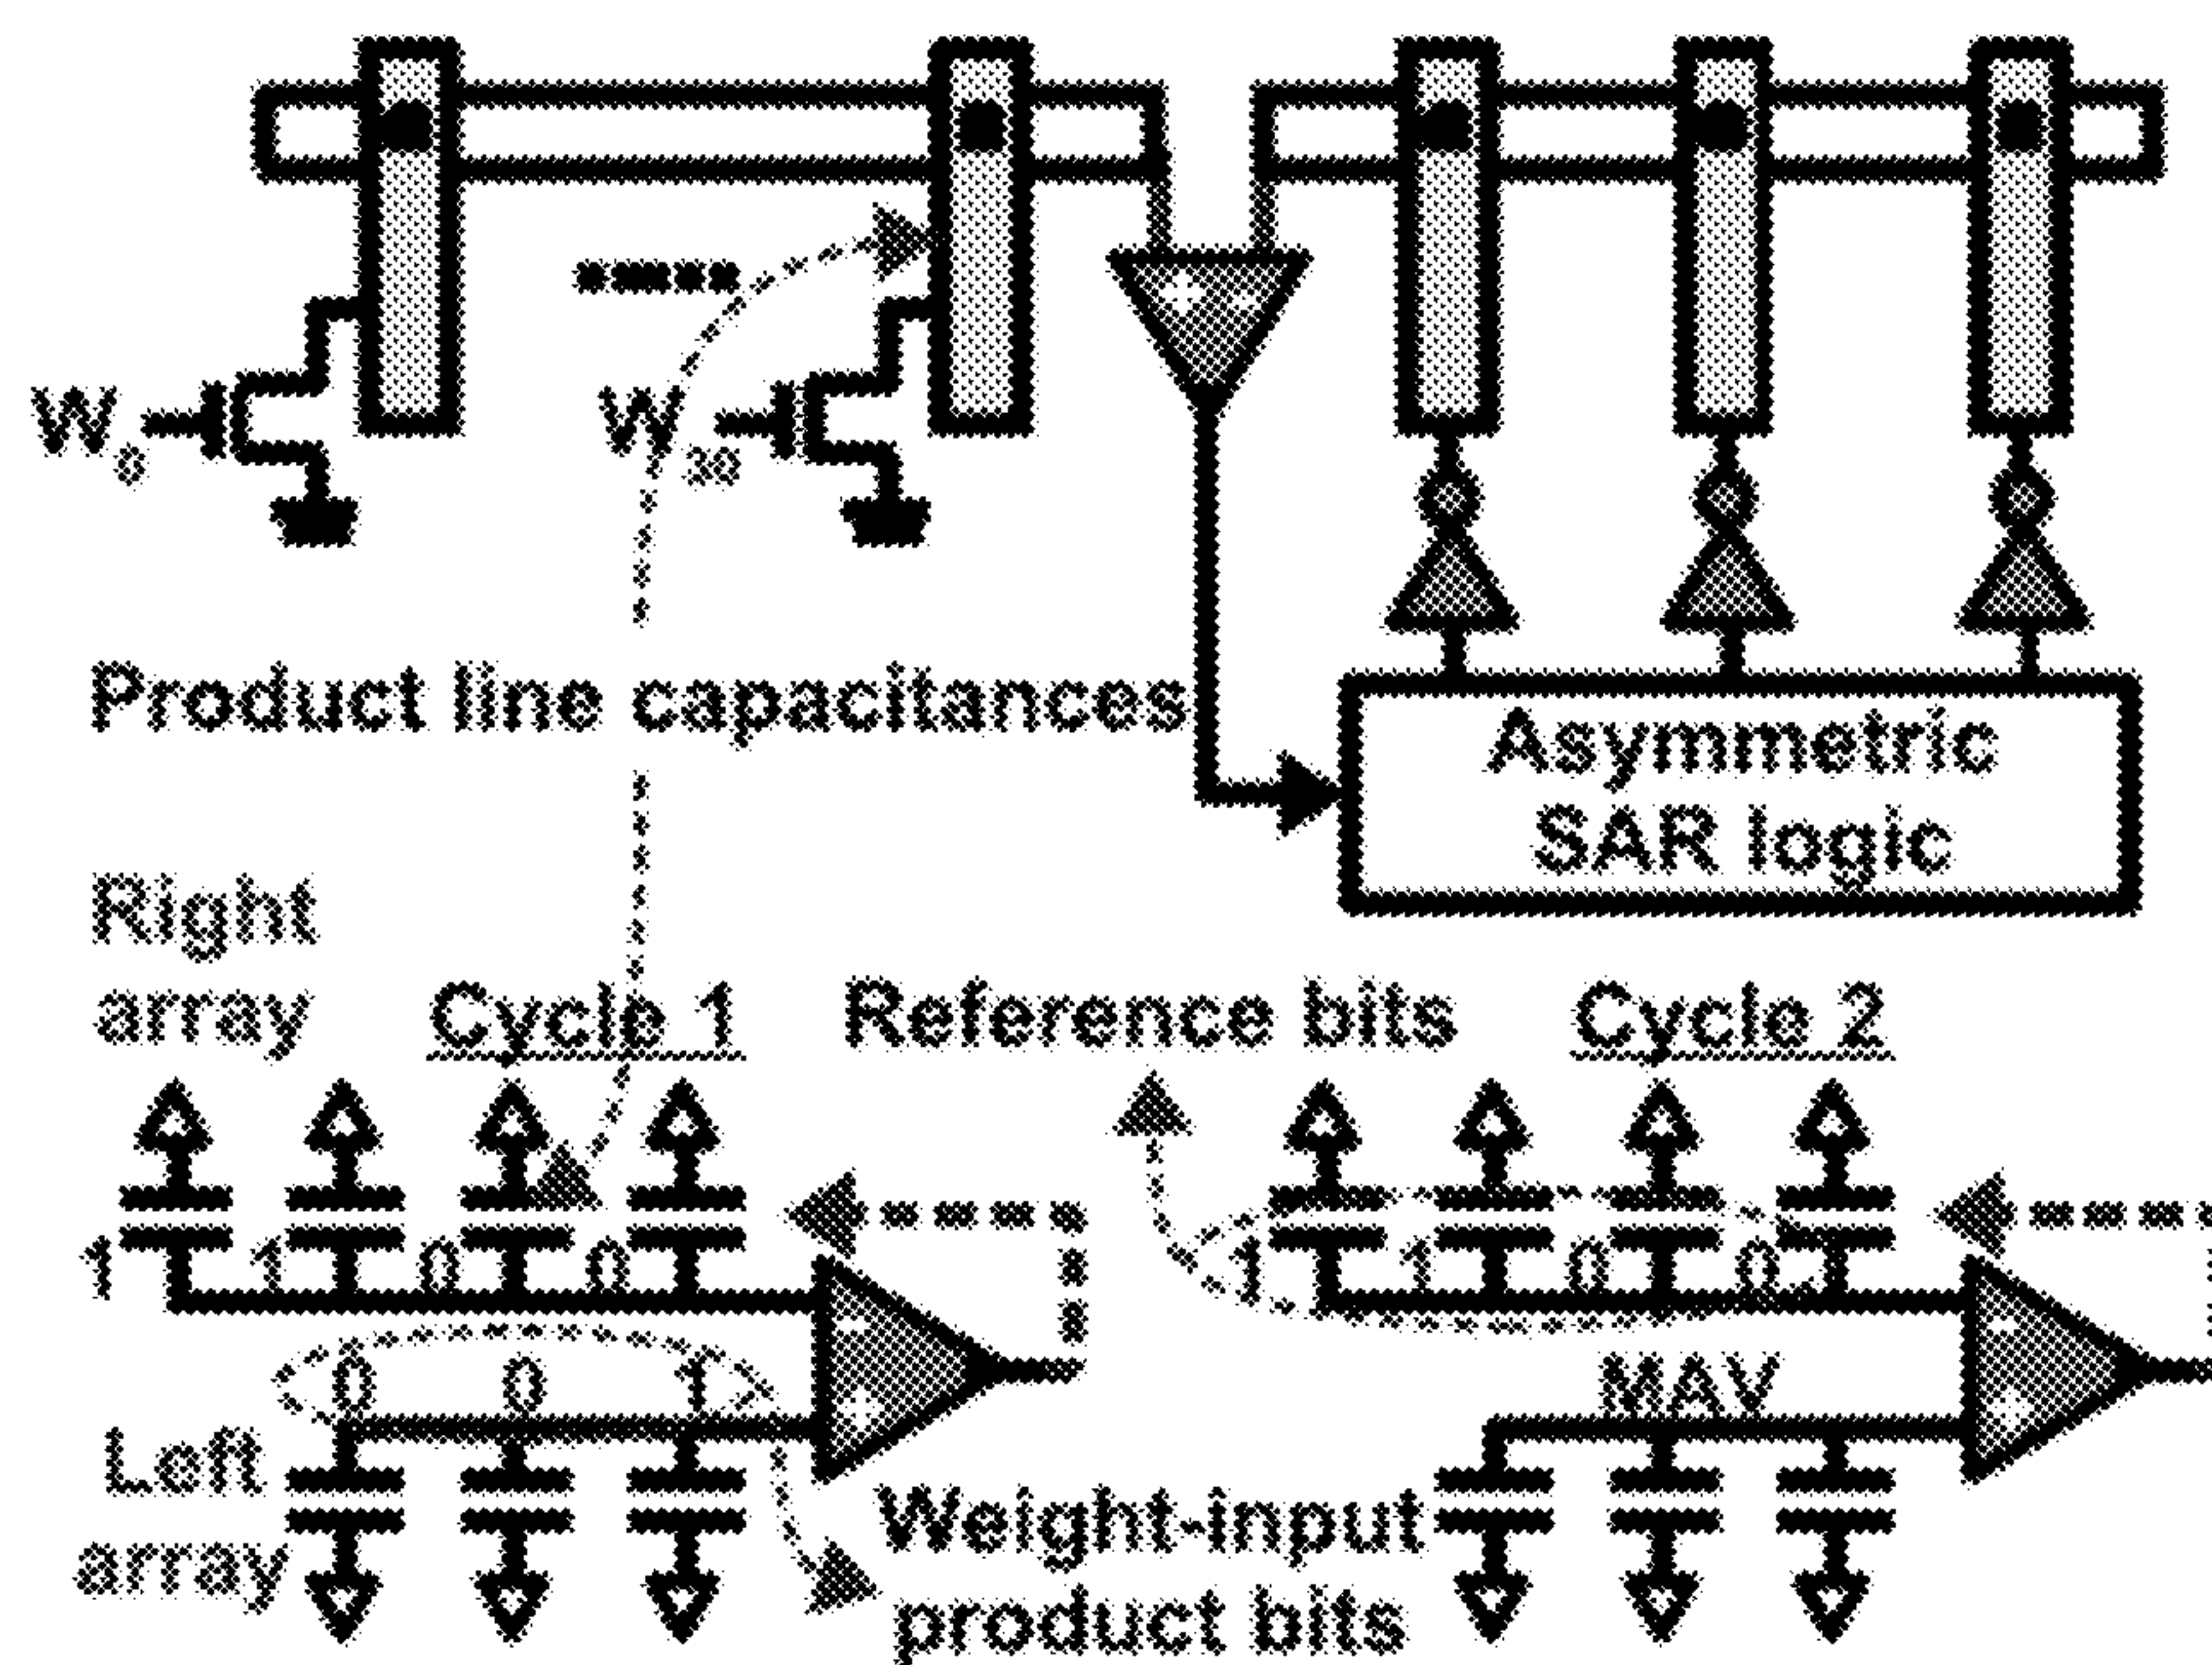 W0
W30
Product line capacitances
Asymmetric
SAR logic
Right
array
Cycle 1
Reference bits
Cycle 2
1 1 0 0
1 1 0 0
0 0 1
MAV
Left
array
Weight-input
product bits